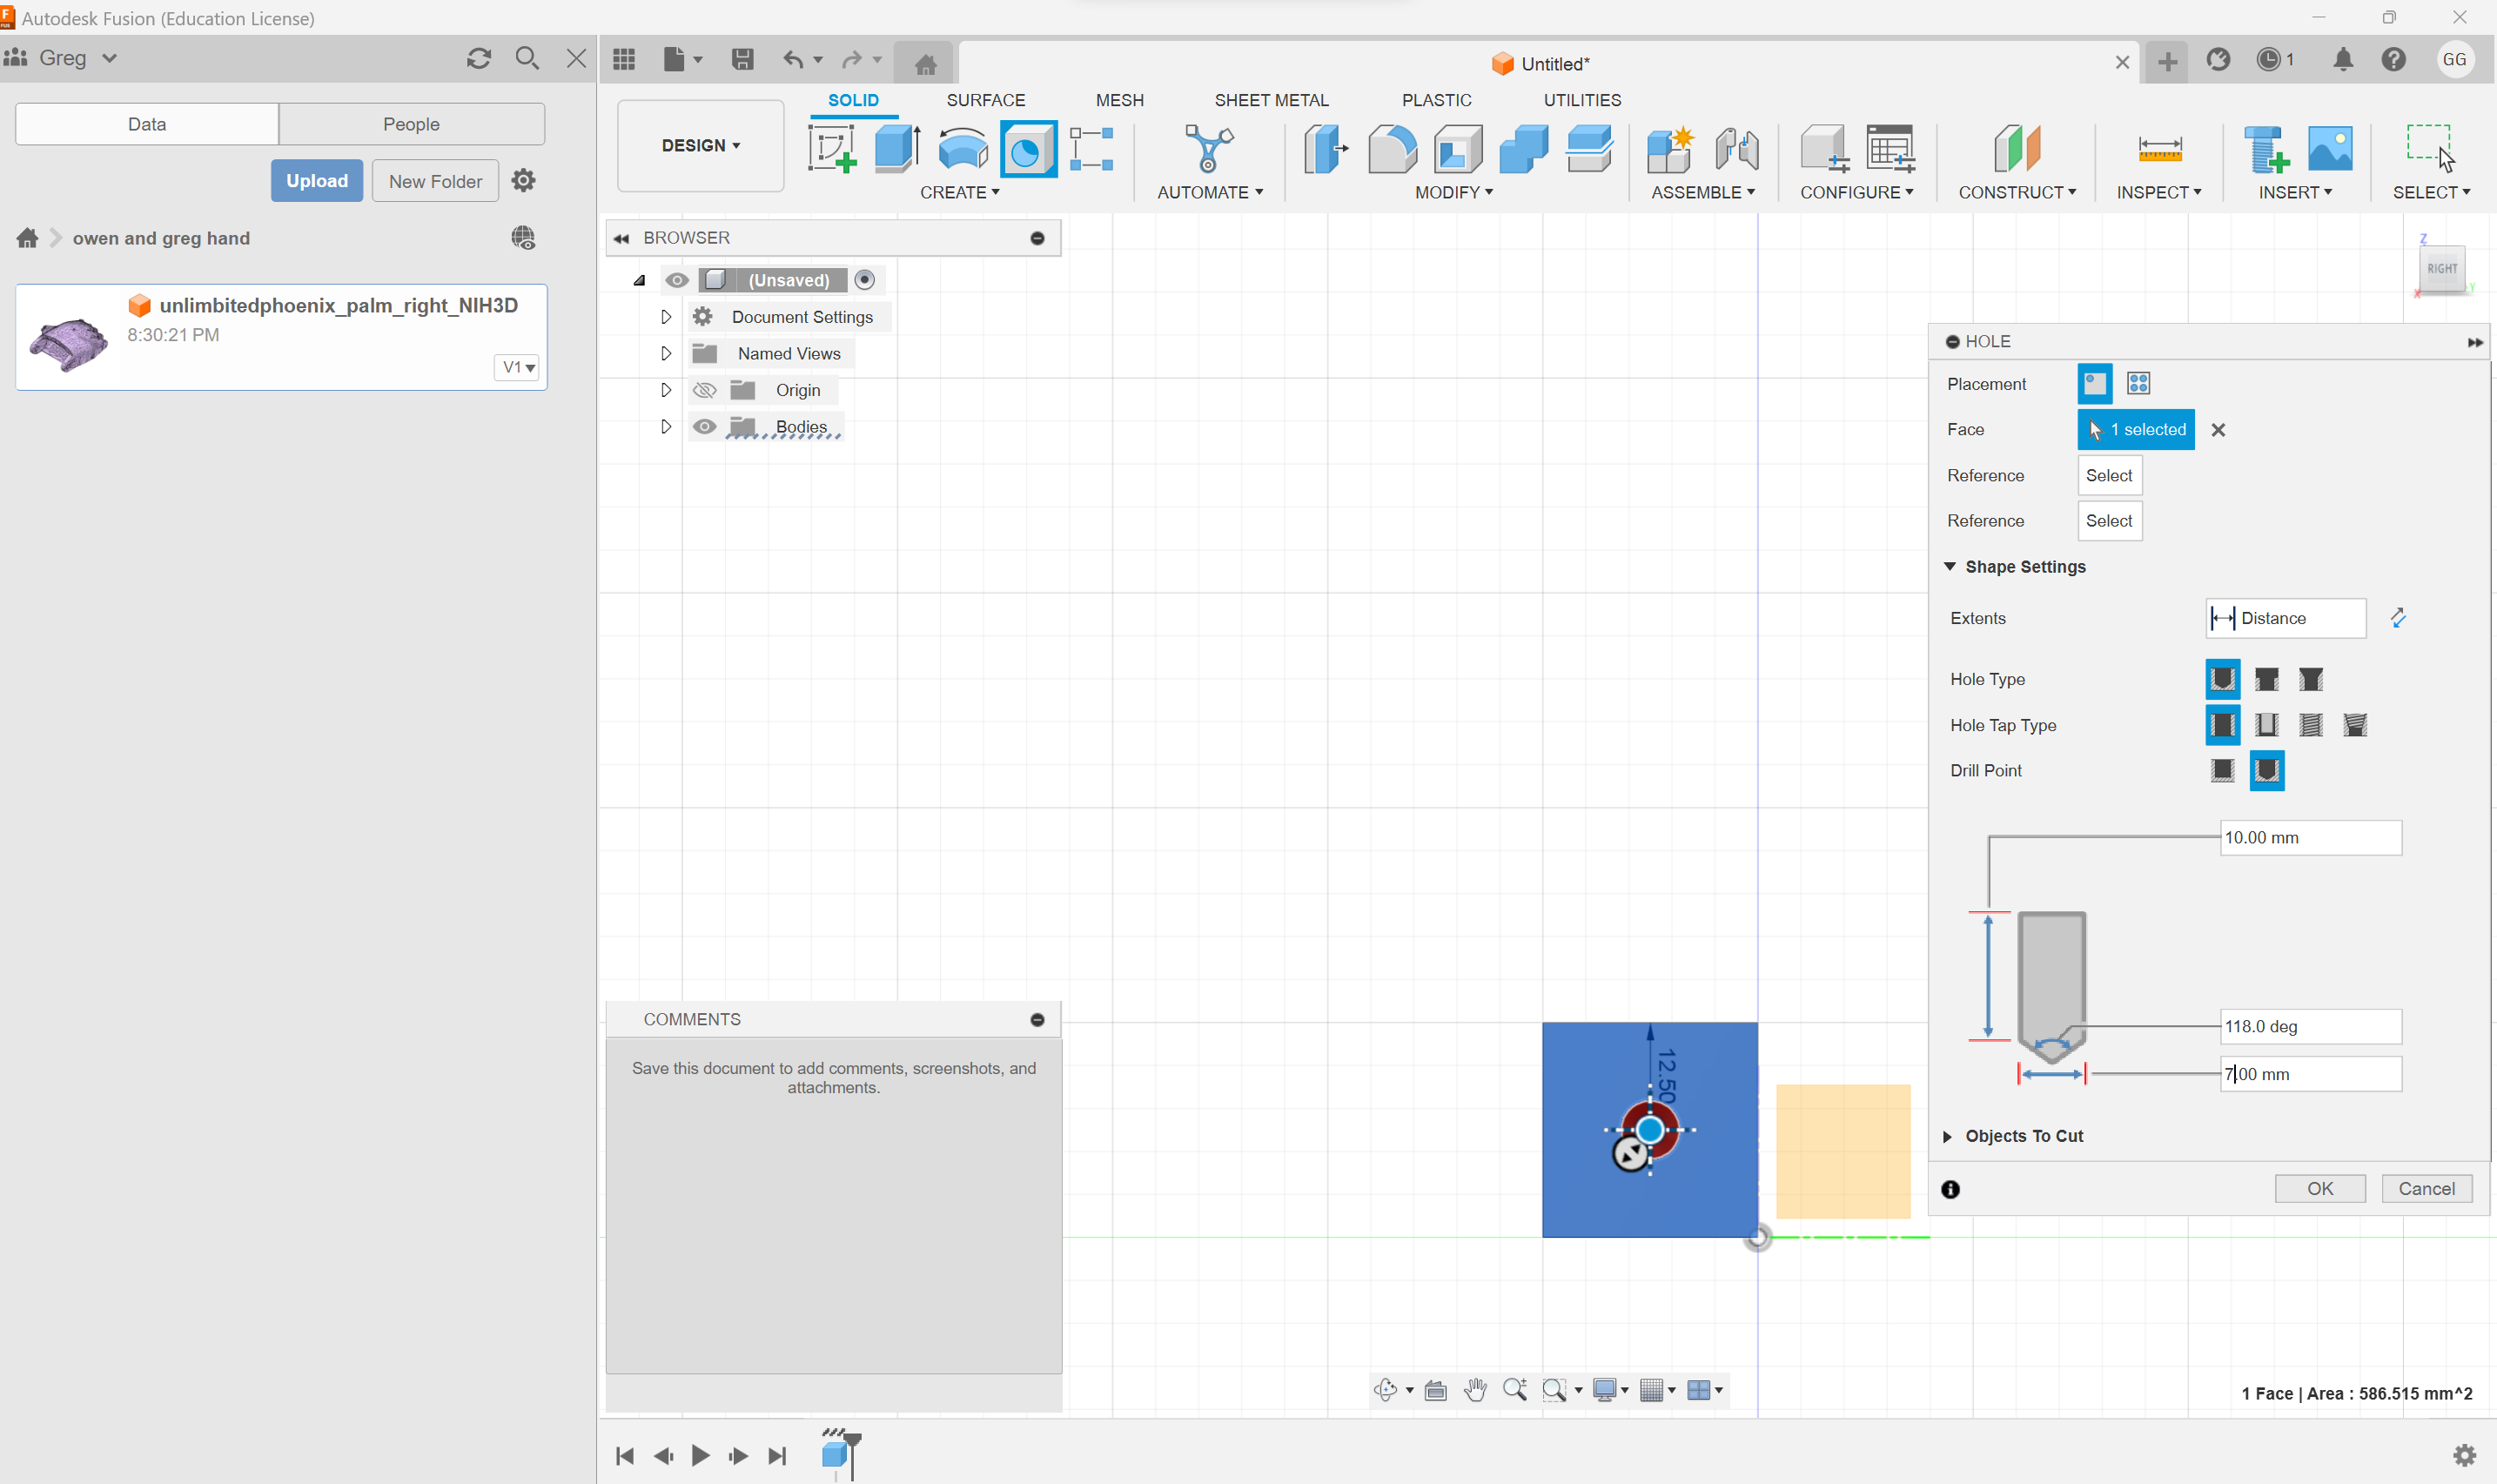 Autodesk Fusion (Education License)
Greg
Untitled*
1
GG
Data
People
Upload
New Folder
owen and greg hand
unlimbitedphoenix_palm_right_NIH3D
8:30:21 PM
V1
DESIGN
SOLID
SURFACE
MESH
SHEET METAL
PLASTIC
UTILITIES
CREATE
AUTOMATE
MODIFY
ASSEMBLE
CONFIGURE
CONSTRUCT
INSPECT
INSERT
SELECT
BROWSER
(Unsaved)
Document Settings
Named Views
Origin
Bodies
Z
RIGHT
X
Y
HOLE
Placement
Face
1 selected
Reference
Select
Reference
Select
Shape Settings
Extents
Distance
Hole Type
Hole Tap Type
Drill Point
10.00 mm
118.0 deg
7.00 mm
Objects To Cut
OK
Cancel
12.50
COMMENTS
Save this document to add comments, screenshots, and
attachments.
1 Face | Area : 586.515 mm^2